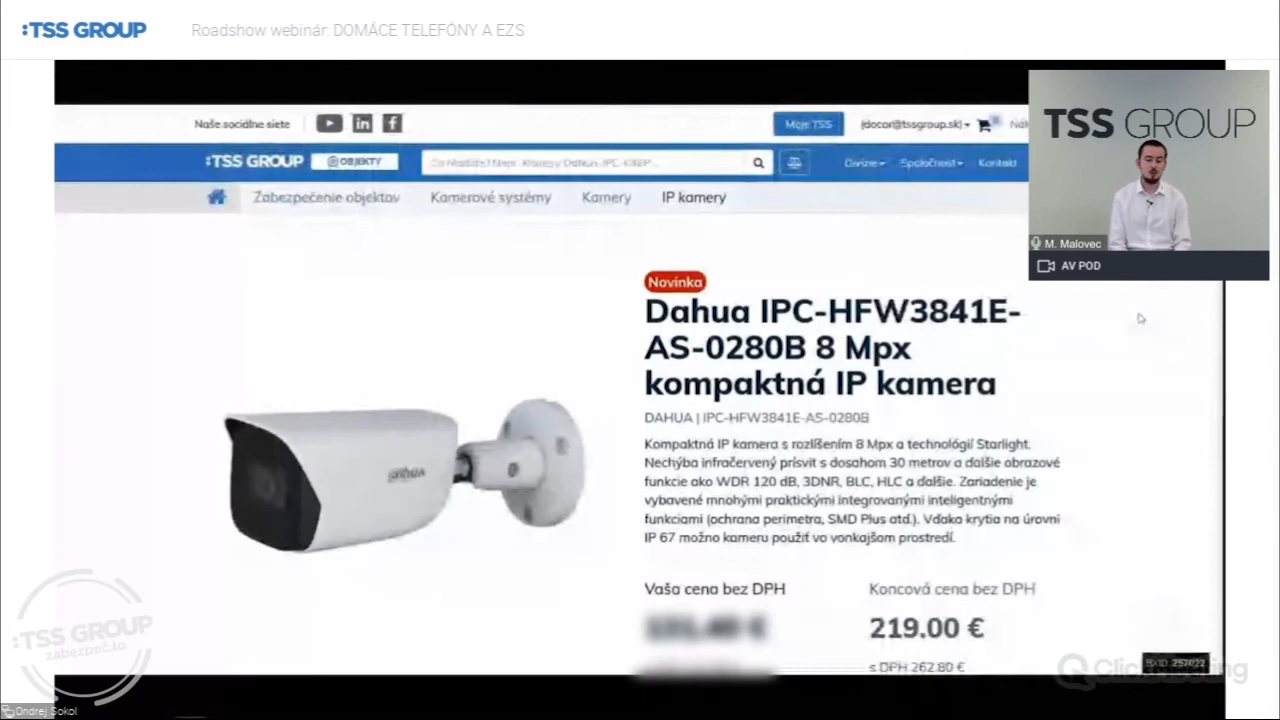 :TSS GROUP
Roadshow webinár: DOMÁCE TELEFÓNY A EZS
TSS GROUP
M. Malovec
AV POD
Naše sociálne siete
Moje TSS
:TSS GROUP
OBJEKTY
Divízie
Spoločnosť
Kontakt
Zabezpečenie objektov
Kamerové systémy
Kamery
IP kamery
Novinka
Dahua IPC-HFW3841E-
AS-0280B 8 Mpx
kompaktná IP kamera
DAHUA | IPC-HFW3841E-AS-0280B
Kompaktná IP kamera s rozlíšením 8 Mpx a technológií Starlight.
Nechýba infračervený prísvit s dosahom 30 metrov a ďalšie obrazové
funkcie ako WDR 120 dB, 3DNR, BLC, HLC a ďalšie. Zariadenie je
vybavené mnohými praktickými integrovanými inteligentnými
funkciami (ochrana perimetra, SMD Plus atď.). Vďaka krytia na úrovni
IP 67 možno kameru použiť vo vonkajšom prostredí.
alhua
Vaša cena bez DPH
Koncová cena bez DPH
219.00 €
s DPH 262.80 €
:TSS GROUP
zabezpeč.to
Ondrej Sokol